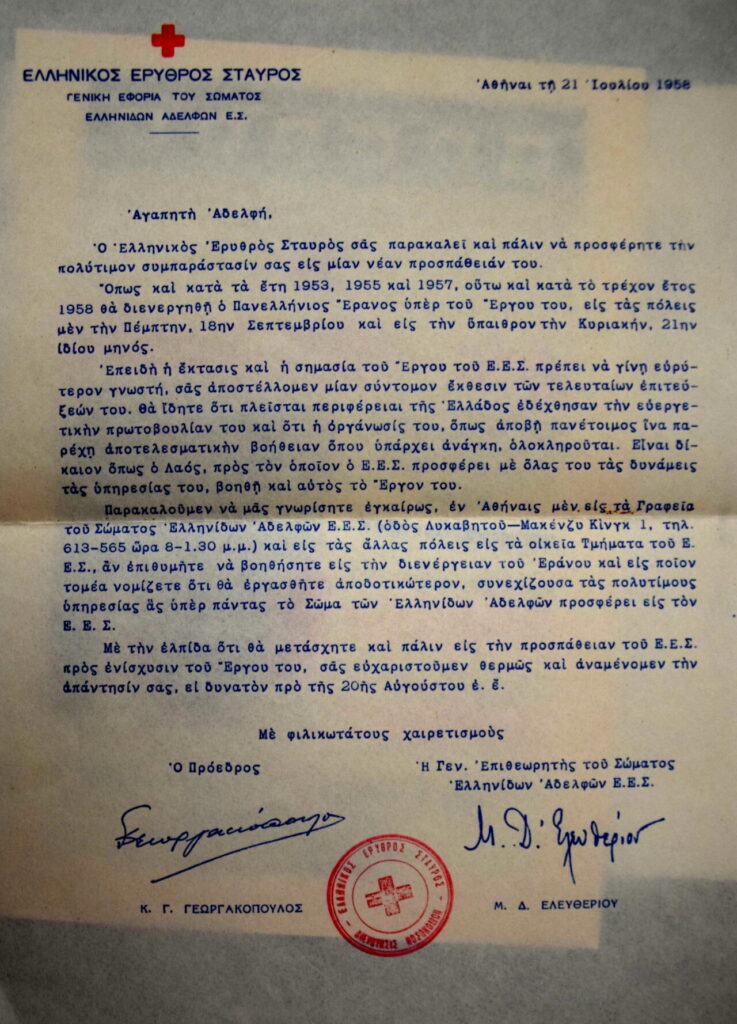 ΕΛΛΗΝΙΚΟΣ ΕΡΥΘΡΟΣ ΣΤΑΥΡΟΣ
ΓΕΝΙΚΗ ΕΦΟΡΙΑ ΤΟΥ ΣΩΜΑΤΟΣ
ΕΛΛΗΝΙΔΩΝ ΑΔΕΛΦΩΝ Ε.Σ.
Ἀθῆναι τῇ 21 Ἰουλίου 1958
Ἀγαπητὴ Ἀδελφή,
Ὁ Ἑλληνικὸς Ἐρυθρὸς Σταυρὸς σᾶς παρακαλεῖ καὶ πάλιν νὰ προσφέρητε τὴν
πολύτιμον συμπαράστασίν σας εἰς μίαν νέαν προσπάθειάν του.
Ὅπως καὶ κατὰ τὰ ἔτη 1953, 1955 καὶ 1957, οὕτω καὶ κατὰ τὸ τρέχον ἔτος
1958 θὰ διενεργηθῇ ὁ Πανελλήνιος Ἔρανος ὑπὲρ τοῦ Ἔργου του, εἰς τὰς πόλεις
μὲν τὴν Πέμπτην, 18ην Σεπτεμβρίου καὶ εἰς τὴν ὕπαιθρον τὴν Κυριακήν, 21ην
ἰδίου μηνός.
Ἐπειδὴ ἡ ἔκτασις καὶ ἡ σημασία τοῦ Ἔργου τοῦ Ε.Ε.Σ. πρέπει νὰ γίνῃ εὐρύ-
τερον γνωστή, σᾶς ἀποστέλλομεν μίαν σύντομον ἔκθεσιν τῶν τελευταίων ἐπιτεύ-
ξεών του. Θὰ ἴδητε ὅτι πλεῖσται περιφέρειαι τῆς Ἑλλάδος ἐδέχθησαν τὴν εὐεργε-
τικὴν πρωτοβουλίαν του καὶ ὅτι ἡ ὀργάνωσίς του, ὅπως ἀποβῇ πανέτοιμος ἵνα πα-
ρέχῃ ἀποτελεσματικὴν βοήθειαν ὅπου ὑπάρχει ἀνάγκη, ὁλοκληροῦται. Εἶναι δί-
καιον ὅπως ὁ Λαός, πρὸς τὸν ὁποῖον ὁ Ε.Ε.Σ. προσφέρει μὲ ὅλας του τὰς δυνάμεις
τὰς ὑπηρεσίας του, βοηθῇ καὶ αὐτὸς τὸ Ἔργον του.
Παρακαλοῦμεν νὰ μᾶς γνωρίσητε ἐγκαίρως, ἐν Ἀθήναις μὲν εἰς τὰ Γραφεῖα
τοῦ Σώματος Ἑλληνίδων Ἀδελφῶν Ε.Ε.Σ. (ὁδὸς Λυκαβητοῦ—Μακένζυ Κὶνγκ 1, τηλ.
613-565 ὥρα 8-1.30 μ.μ.) καὶ εἰς τὰς ἄλλας πόλεις εἰς τὰ οἰκεῖα Τμήματα τοῦ Ε.
Ε.Σ., ἂν ἐπιθυμῆτε νὰ βοηθήσητε εἰς τὴν διενέργειαν τοῦ Ἐράνου καὶ εἰς ποῖον
τομέα νομίζετε ὅτι θὰ ἐργασθῆτε ἀποδοτικώτερον, συνεχίζουσα τὰς πολυτίμους
ὑπηρεσίας ἃς ὑπὲρ πάντας τὸ Σῶμα τῶν Ἑλληνίδων Ἀδελφῶν προσφέρει εἰς τὸν
Ε. Ε. Σ.
Μὲ τὴν ἐλπίδα ὅτι θὰ μετάσχητε καὶ πάλιν εἰς τὴν προσπάθειαν τοῦ Ε.Ε.Σ.
πρὸς ἐνίσχυσιν τοῦ Ἔργου του, σᾶς εὐχαριστοῦμεν θερμῶς καὶ ἀναμένομεν τὴν
ἀπάντησίν σας, εἰ δυνατὸν πρὸ τῆς 20ῆς Αὐγούστου ἐ. ἔ.
Μὲ φιλικωτάτους χαιρετισμοὺς
Ὁ Πρόεδρος
Ἡ Γεν. Ἐπιθεωρητὴς τοῦ Σώματος
Ἑλληνίδων Ἀδελφῶν Ε.Ε.Σ.
Γεωργακόπουλος
Μ. Δ. Ἐλευθερίου
ΕΛΛΗΝΙΚΟΣ ΕΡΥΘΡΟΣ ΣΤΑΥΡΟΣ
Κ. Γ. ΓΕΩΡΓΑΚΟΠΟΥΛΟΣ
Μ. Δ. ΕΛΕΥΘΕΡΙΟΥ